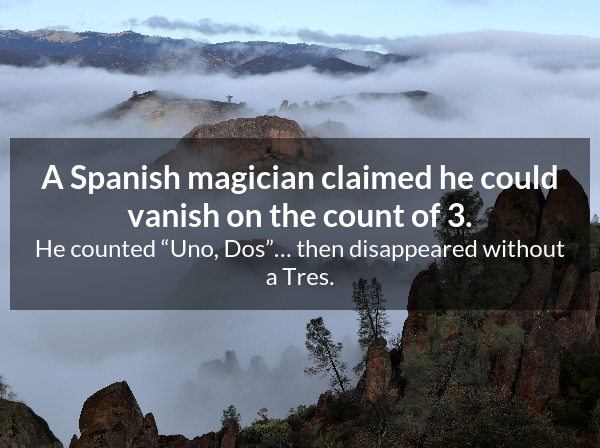 A Spanish magician claimed he could
vanish on the count of 3.
He counted “Uno, Dos”... then disappeared without
a Tres.